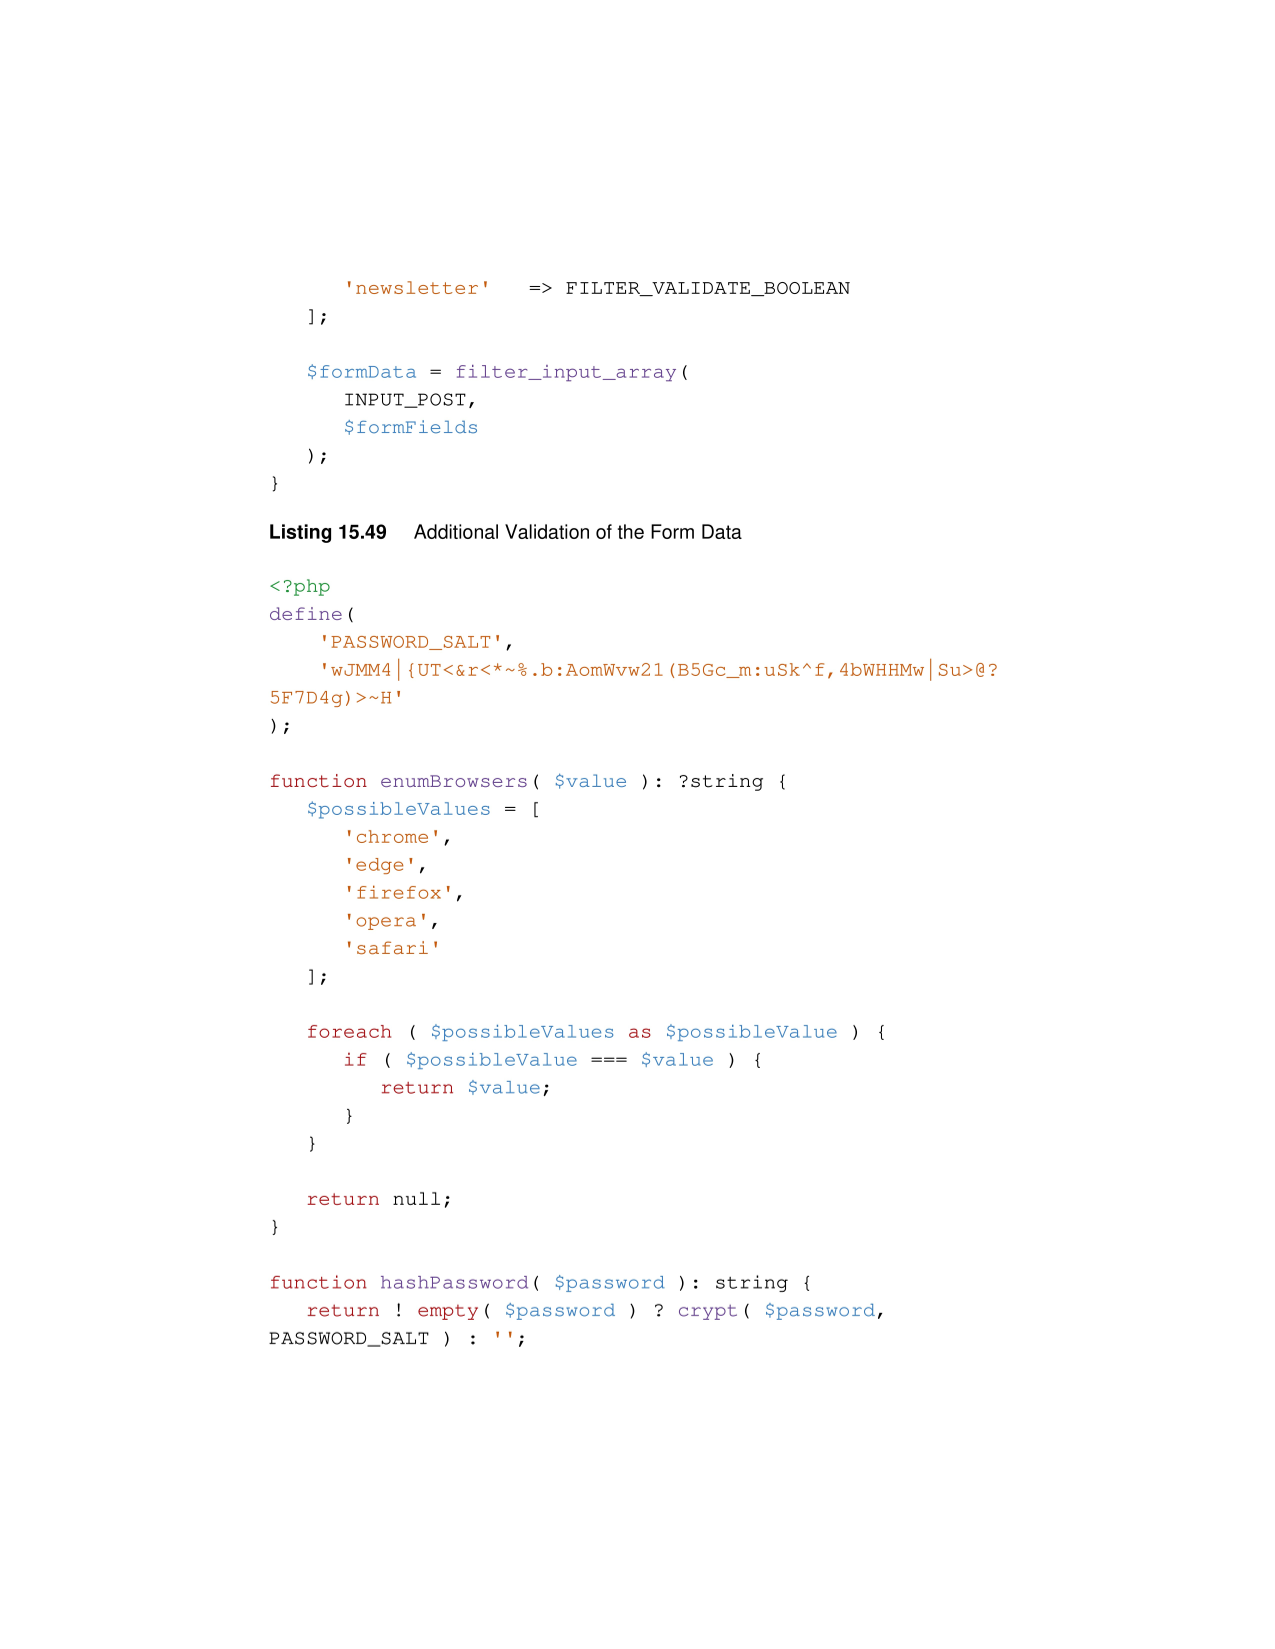 'newsletter' => FILTER_VALIDATE_BOOLEAN
];
$formData = filter_input_array(
INPUT_POST,
$formFields
);
}
Listing 15.49 Additional Validation of the Form Data
<?php
define(
'PASSWORD_SALT',
'wJMM4|{UT<&r<*~%.b:AomWvw21(B5Gc_m:uSk^f,4bWHHMw|Su>@?
5F7D4g)>~H'
);
function enumBrowsers( $value ): ?string {
$possibleValues = [
'chrome',
'edge',
'firefox',
'opera',
'safari'
];
foreach ( $possibleValues as $possibleValue ) {
if ( $possibleValue === $value ) {
return $value;
}
}
return null;
}
function hashPassword( $password ): string {
return ! empty( $password ) ? crypt( $password,
PASSWORD_SALT ) : '';